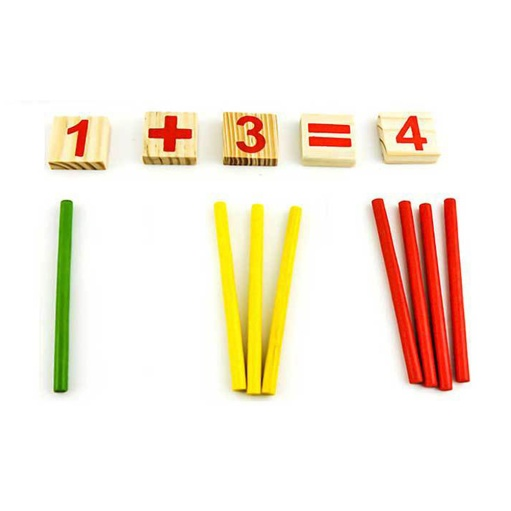 1 + 3 = 4